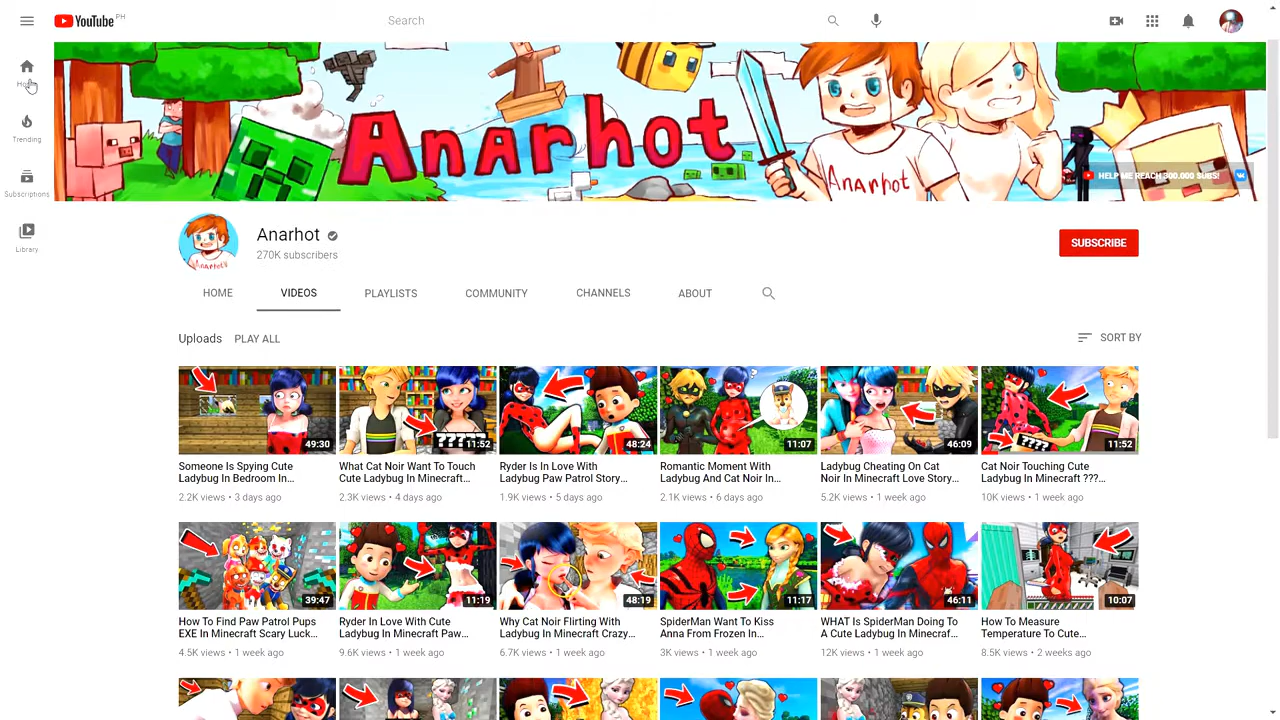 YouTube PH
Search
Home
Trending
Subscriptions
Library
Anarhot
Anarhot
HELP ME REACH 300.000 SUBS!
Anarhot
Anarhot
270K subscribers
SUBSCRIBE
HOME VIDEOS PLAYLISTS COMMUNITY CHANNELS ABOUT
Uploads PLAY ALL SORT BY
49:30 ????? 11:52 48:24 11:07 46:09 ???? 11:52
Someone Is Spying Cute
Ladybug In Bedroom In...
2.2K views • 3 days ago
What Cat Noir Want To Touch
Cute Ladybug In Minecraft...
2.3K views • 4 days ago
Ryder Is In Love With
Ladybug Paw Patrol Story...
1.9K views • 5 days ago
Romantic Moment With
Ladybug And Cat Noir In...
2.1K views • 6 days ago
Ladybug Cheating On Cat
Noir In Minecraft Love Story...
5.2K views • 1 week ago
Cat Noir Touching Cute
Ladybug In Minecraft ???...
10K views • 1 week ago
39:47 11:19 48:19 11:17 46:11 10:07
How To Find Paw Patrol Pups
EXE In Minecraft Scary Luck...
4.5K views • 1 week ago
Ryder In Love With Cute
Ladybug In Minecraft Paw...
9.6K views • 1 week ago
Why Cat Noir Flirting With
Ladybug In Minecraft Crazy...
6.7K views • 1 week ago
SpiderMan Want To Kiss
Anna From Frozen In...
3K views • 1 week ago
WHAT Is SpiderMan Doing To
A Cute Ladybug In Minecraf...
12K views • 1 week ago
How To Measure
Temperature To Cute...
8.5K views • 2 weeks ago